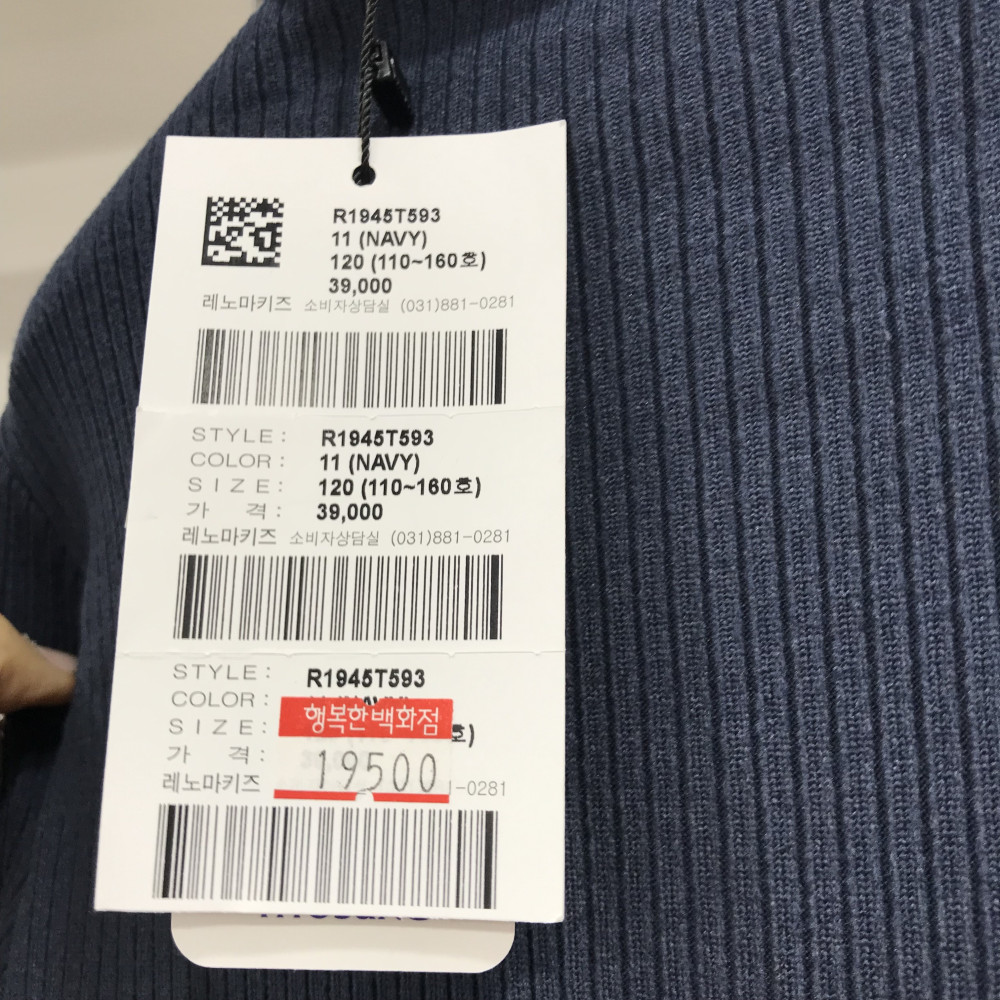 R1945T593
11 (NAVY)
120 (110~160호)
39,000
레노마키즈 소비자상담실 (031)881-0281
STYLE: R1945T593
COLOR: 11 (NAVY)
SIZE: 120 (110~160호)
가 격: 39,000
레노마키즈 소비자상담실 (031)881-0281
STYLE: R1945T593
COLOR:
행복한백화점
SIZE: 호)
가 격: 19500
레노마키즈 -0281